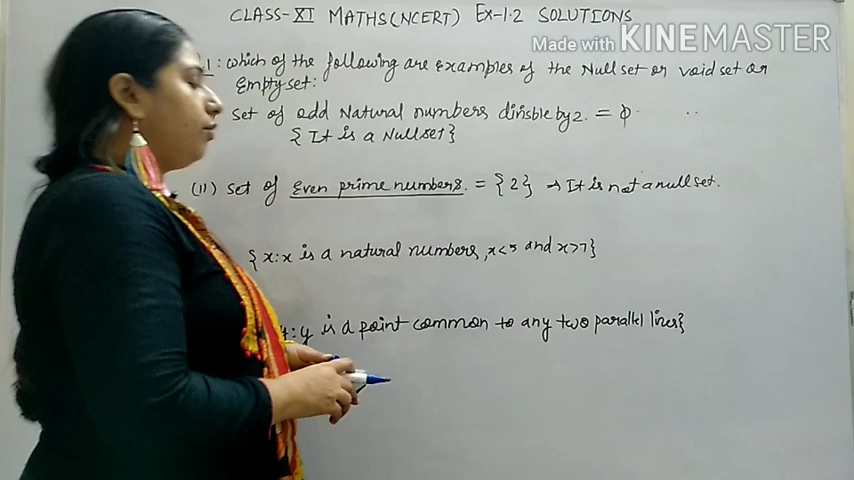 CLASS-XI MATHS(NCERT) Ex-1.2 SOLUTIONS
Made with KINEMASTER
1: which of the following are Examples of the Null set or void set or
Empty set:
set of odd Natural numbers divisble by 2. = ϕ
{It is a Nullset}
(II) set of Even prime numbers. = {2} → It is not a null set.
{x:x is a natural numbers, x<5 and x>7}
y is a point common to any two parallel lines}